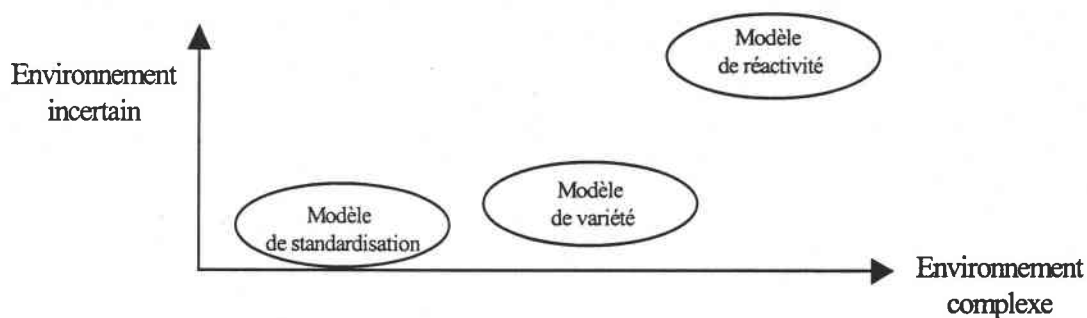 Modèle
de réactivité
Environnement
incertain
Modèle
de variété
Modèle
de standardisation
Environnement
complexe